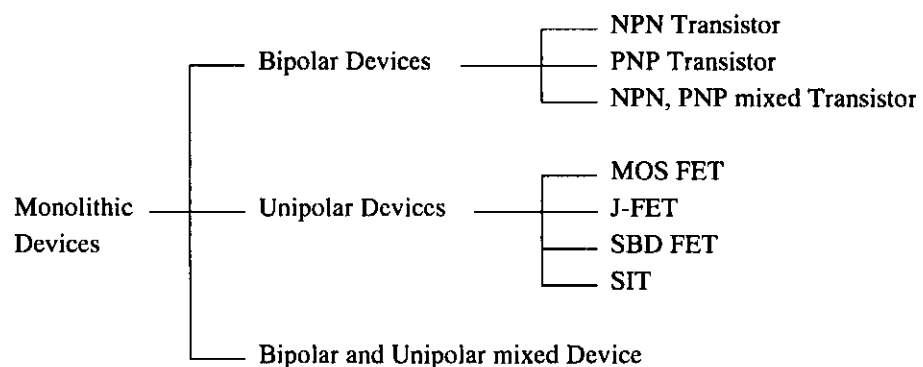 NPN Transistor
Bipolar Devices
PNP Transistor
NPN, PNP mixed Transistor
MOS FET
Monolithic
Devices
Unipolar Devices
J-FET
SBD FET
SIT
Bipolar and Unipolar mixed Device